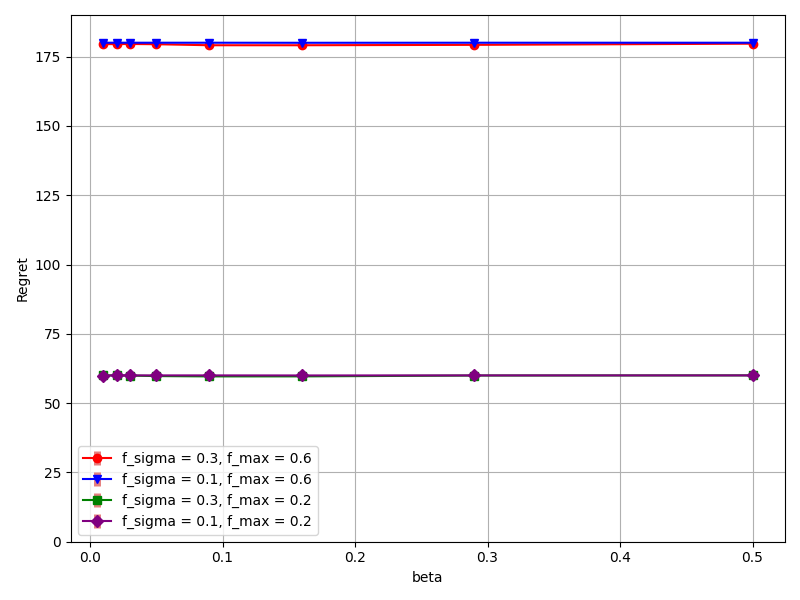 175
150
125
100
75
50
25
0
Regret
f_sigma = 0.3, f_max = 0.6
f_sigma = 0.1, f_max = 0.6
f_sigma = 0.3, f_max = 0.2
f_sigma = 0.1, f_max = 0.2
0.0 0.1 0.2 0.3 0.4 0.5
beta